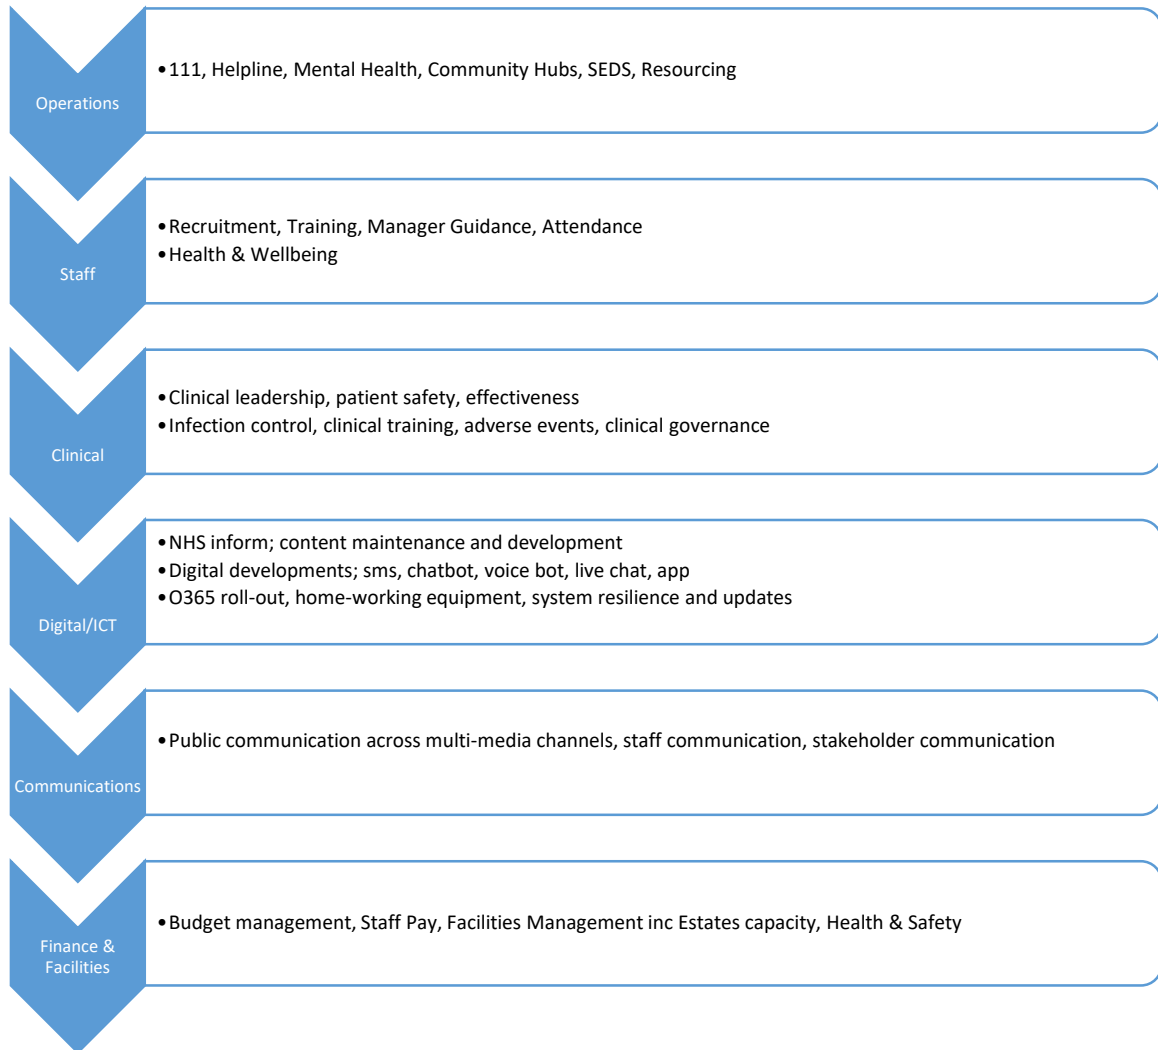 Operations
•111, Helpline, Mental Health, Community Hubs, SEDS, Resourcing
Staff
•Recruitment, Training, Manager Guidance, Attendance
•Health & Wellbeing
Clinical
•Clinical leadership, patient safety, effectiveness
•Infection control, clinical training, adverse events, clinical governance
Digital/ICT
•NHS inform; content maintenance and development
•Digital developments; sms, chatbot, voice bot, live chat, app
•O365 roll-out, home-working equipment, system resilience and updates
Communications
•Public communication across multi-media channels, staff communication, stakeholder communication
Finance &
Facilities
•Budget management, Staff Pay, Facilities Management inc Estates capacity, Health & Safety